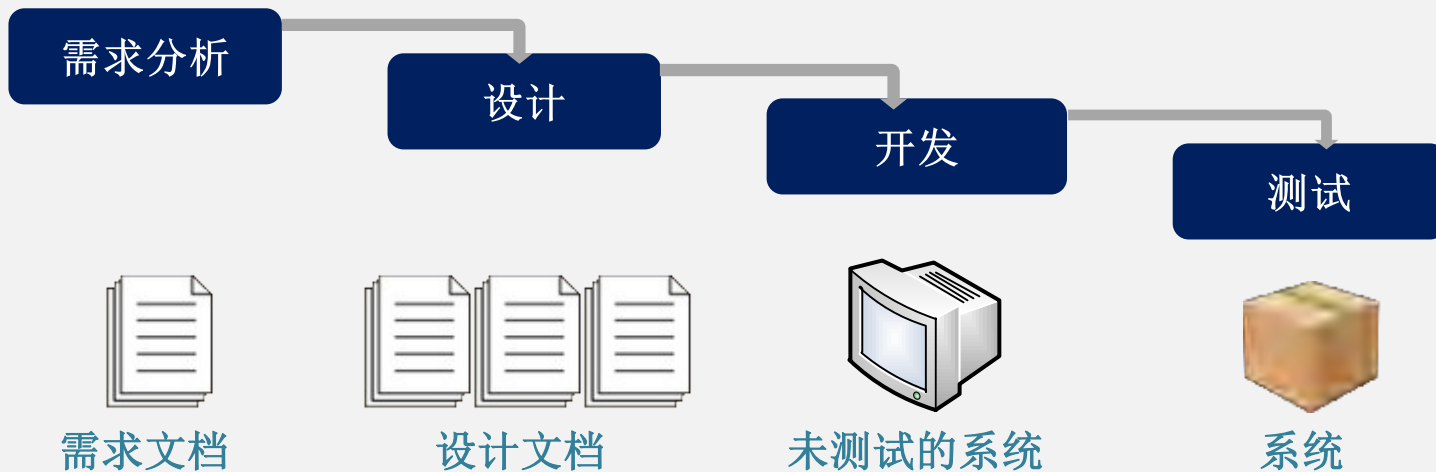 需求分析
设计
开发
测试
需求文档
设计文档
未测试的系统
系统